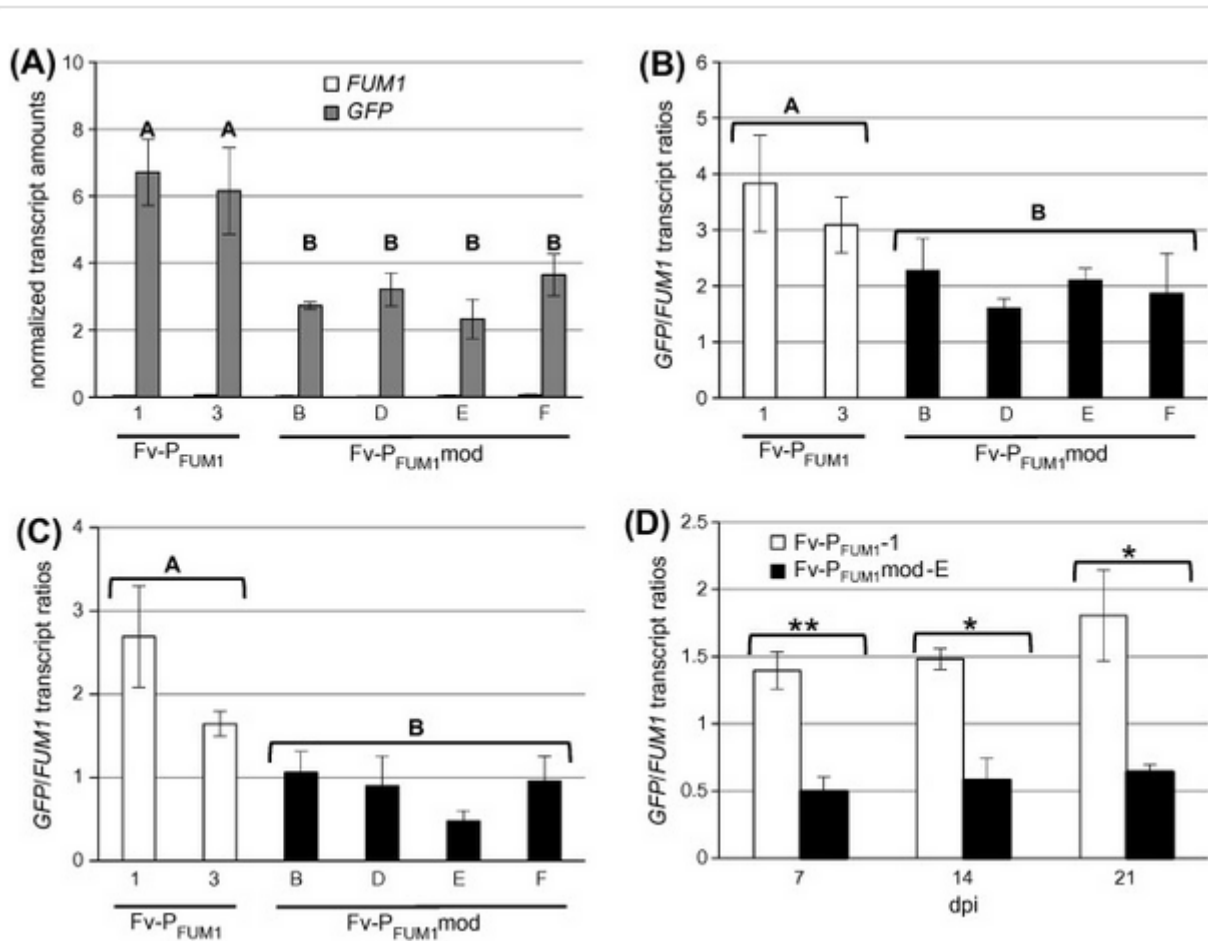 (A)
normalized transcript amounts
10
8
6
4
2
0
FUM1
GFP
A A
B B B B
1 3 B D E F
Fv-PFUM1 Fv-PFUM1mod
(B)
GFP/FUM1 transcript ratios
6
5
4
3
2
1
0
A
B
1 3 B D E F
Fv-PFUM1 Fv-PFUM1mod
(C)
GFP/FUM1 transcript ratios
4
3
2
1
0
A
B
1 3 B D E F
Fv-PFUM1 Fv-PFUM1mod
(D)
GFP/FUM1 transcript ratios
2.5
2
1.5
1
0.5
0
Fv-PFUM1-1
Fv-PFUM1mod-E
** * *
7 14 21
dpi